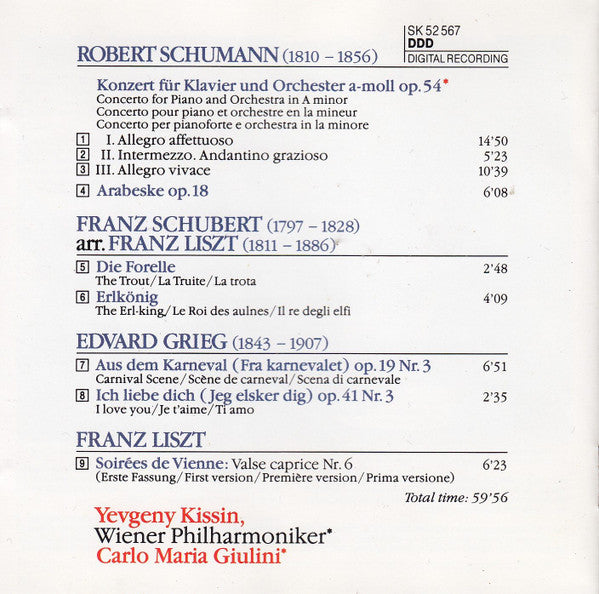 SK 52 567
DDD
DIGITAL RECORDING
ROBERT SCHUMANN (1810 – 1856)
Konzert für Klavier und Orchester a-moll op. 54*
Concerto for Piano and Orchestra in A minor
Concerto pour piano et orchestre en la mineur
Concerto per pianoforte e orchestra in la minore
1 I. Allegro affettuoso 14'50
2 II. Intermezzo. Andantino grazioso 5'23
3 III. Allegro vivace 10'39
4 Arabeske op. 18 6'08
FRANZ SCHUBERT (1797 – 1828)
arr. FRANZ LISZT (1811 – 1886)
5 Die Forelle 2'48
The Trout/La Truite/La trota
6 Erlkönig 4'09
The Erl-king/Le Roi des aulnes/Il re degli elfi
EDVARD GRIEG (1843 – 1907)
7 Aus dem Karneval (Fra karnevalet) op. 19 Nr. 3 6'51
Carnival Scene/Scène de carneval/Scena di carnevale
8 Ich liebe dich (Jeg elsker dig) op. 41 Nr. 3 2'35
I love you/Je t'aime/Ti amo
FRANZ LISZT
9 Soirées de Vienne: Valse caprice Nr. 6 6'23
(Erste Fassung/First version/Première version/Prima versione)
Total time: 59'56
Yevgeny Kissin,
Wiener Philharmoniker*
Carlo Maria Giulini*